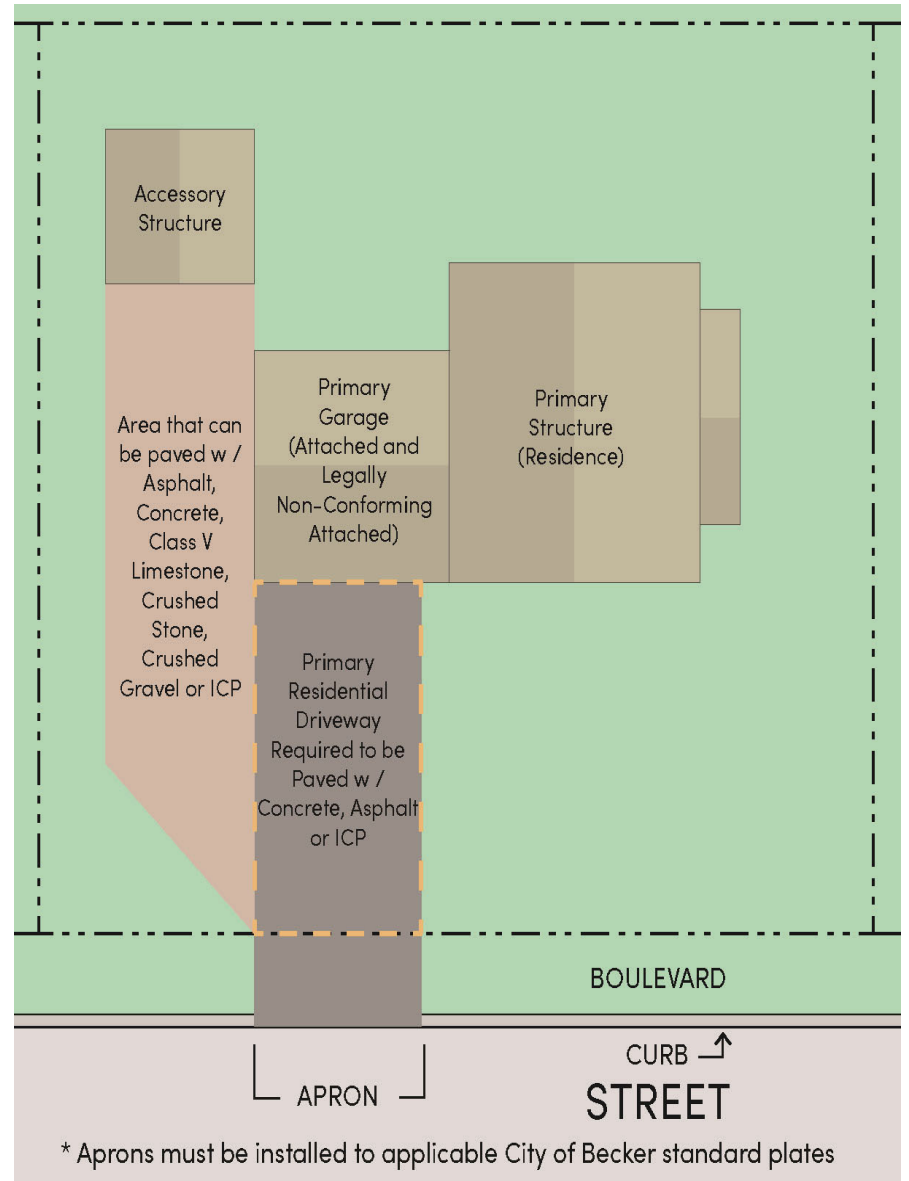 Accessory
Structure
Primary
Garage
(Attached and
Legally
Non-Conforming
Attached)
Primary
Structure
(Residence)
Area that can
be paved w /
Asphalt,
Concrete,
Class V
Limestone,
Crushed
Stone,
Crushed
Gravel or ICP
Primary
Residential
Driveway
Required to be
Paved w /
Concrete, Asphalt
or ICP
BOULEVARD
CURB
APRON
STREET
* Aprons must be installed to applicable City of Becker standard plates